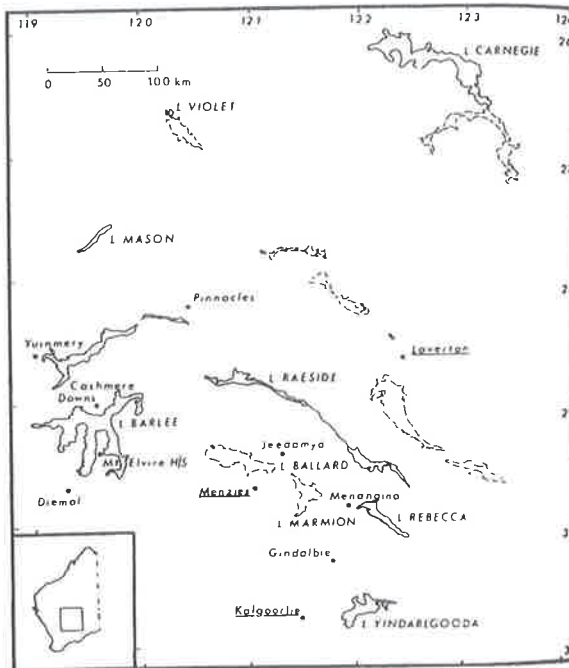 119 120 121 122 123
L CARNEGIE
0 50 100 km
L VIOLET
L MASON
Pinnacles
Yuinmery
Laverton
Cashmere
Downs
L RAESIDE
L BARLEE
Jeedamya
Mt Elvire H/S
L BALLARD
Diemal
Menzies
Menangina
L MARMION
L REBECCA
Gindalbie
Kalgoorlie
L YINDARLGOODA